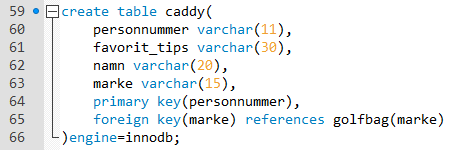 59 create table caddy(
60 personnummer varchar(11),
61 favorit_tips varchar(30),
62 namn varchar(20),
63 marke varchar(15),
64 primary key(personnummer),
65 foreign key(marke) references golfbag(marke)
66 )engine=innodb;